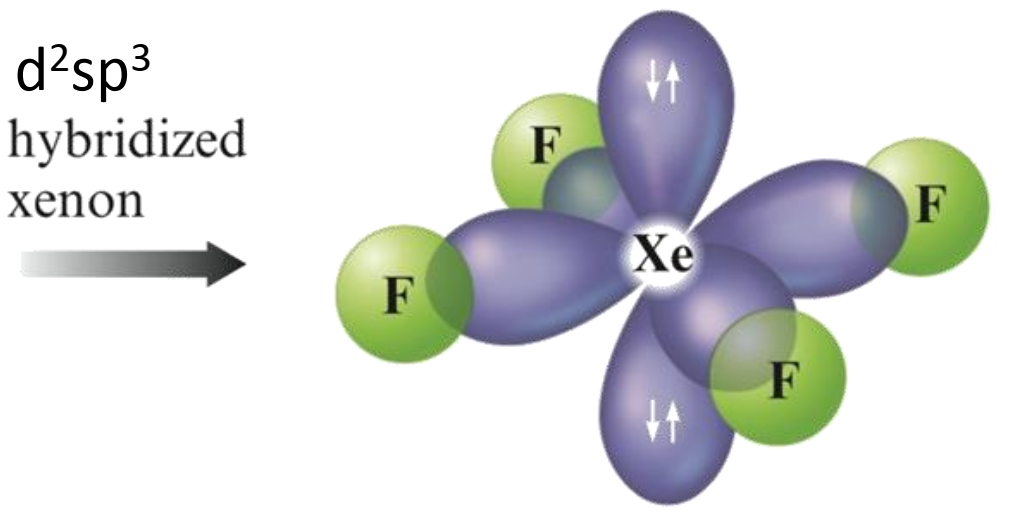 d²sp³
hybridized
xenon
F
F
F
Xe
F